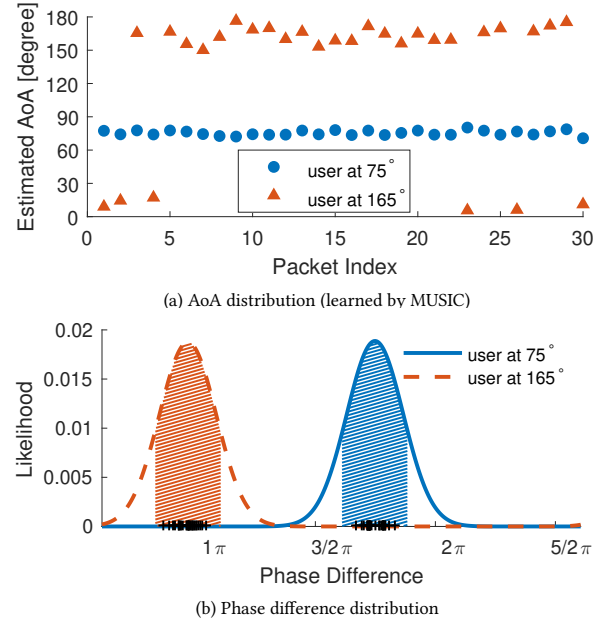 180
150
120
90
60
30
0
Estimated AoA [degree]
user at 75°
user at 165°
0 5 10 15 20 25 30
Packet Index
(a) AoA distribution (learned by MUSIC)
0.02
0.015
0.01
0.005
0
Likelihood
user at 75°
user at 165°
1π 3/2π 2π 5/2π
Phase Difference
(b) Phase difference distribution